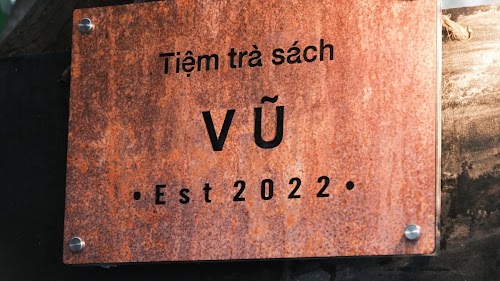 Tiệm trà sách
VŨ
• Est 2022 •